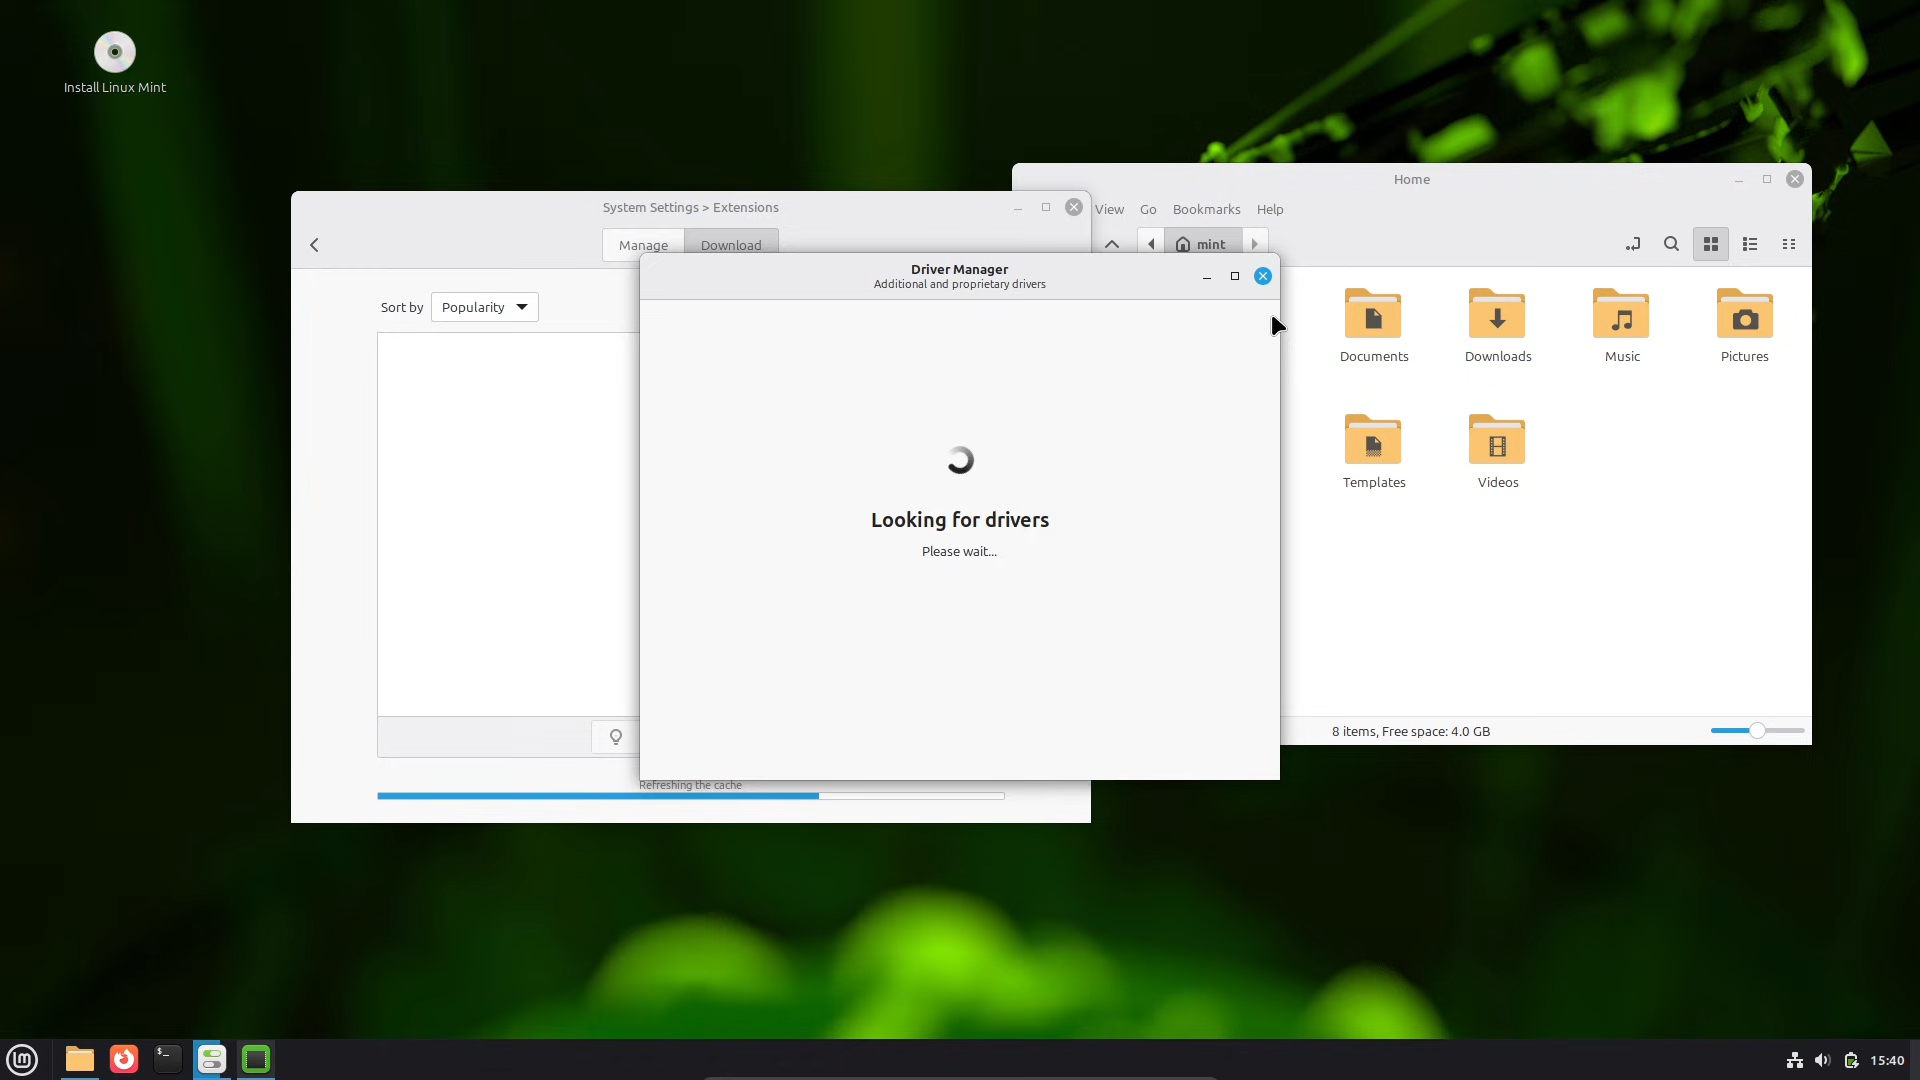 Install Linux Mint
Home
View Go Bookmarks Help
mint
System Settings > Extensions
Manage Download
Sort by Popularity
Driver Manager
Additional and proprietary drivers
Looking for drivers
Please wait...
Documents Downloads Music Pictures
Templates Videos
8 items, Free space: 4.0 GB
Refreshing the cache
15:40